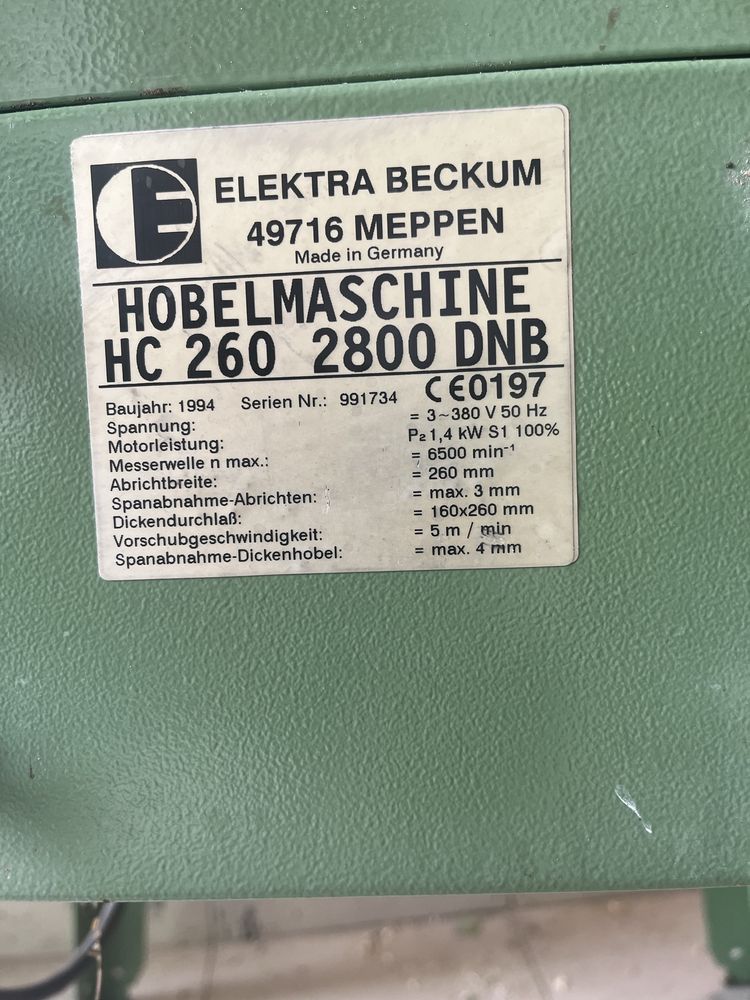 E
ELEKTRA BECKUM
49716 MEPPEN
Made in Germany
HOBELMASCHINE
HC 260 2800 DNB
CE0197
Baujahr: 1994 Serien Nr.: 991734
Spannung: = 3~380 V 50 Hz
Motorleistung: P₂ 1,4 kW S1 100%
Messerwelle n max.: = 6500 min⁻¹
Abrichtbreite: = 260 mm
Spanabnahme-Abrichten: = max. 3 mm
Dickendurchlaß: = 160x260 mm
Vorschubgeschwindigkeit: = 5 m / min
Spanabnahme-Dickenhobel: = max. 4 mm